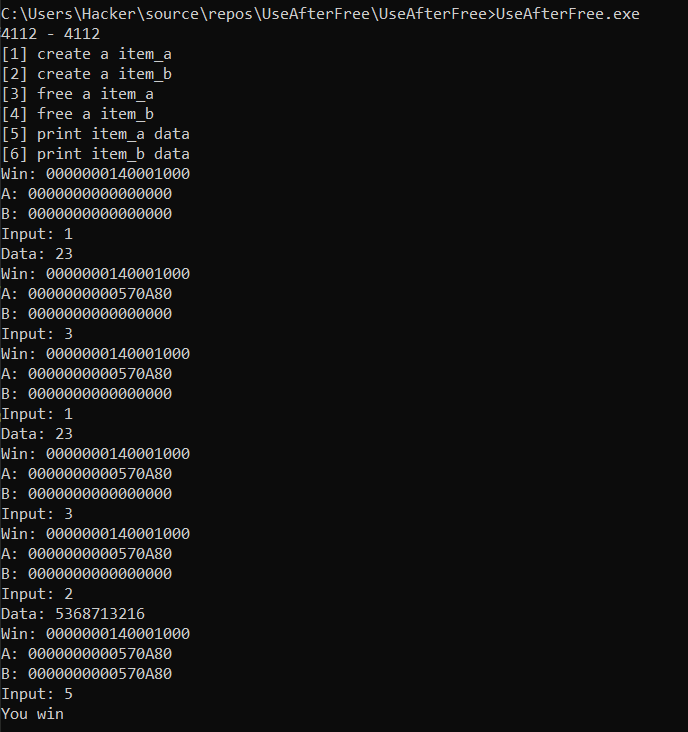 C:\Users\Hacker\source\repos\UseAfterFree\UseAfterFree>UseAfterFree.exe
4112 - 4112
[1] create a item_a
[2] create a item_b
[3] free a item_a
[4] free a item_b
[5] print item_a data
[6] print item_b data
Win: 0000000140001000
A: 0000000000000000
B: 0000000000000000
Input: 1
Data: 23
Win: 0000000140001000
A: 0000000000570A80
B: 0000000000000000
Input: 3
Win: 0000000140001000
A: 0000000000570A80
B: 0000000000000000
Input: 1
Data: 23
Win: 0000000140001000
A: 0000000000570A80
B: 0000000000000000
Input: 3
Win: 0000000140001000
A: 0000000000570A80
B: 0000000000000000
Input: 2
Data: 5368713216
Win: 0000000140001000
A: 0000000000570A80
B: 0000000000570A80
Input: 5
You win